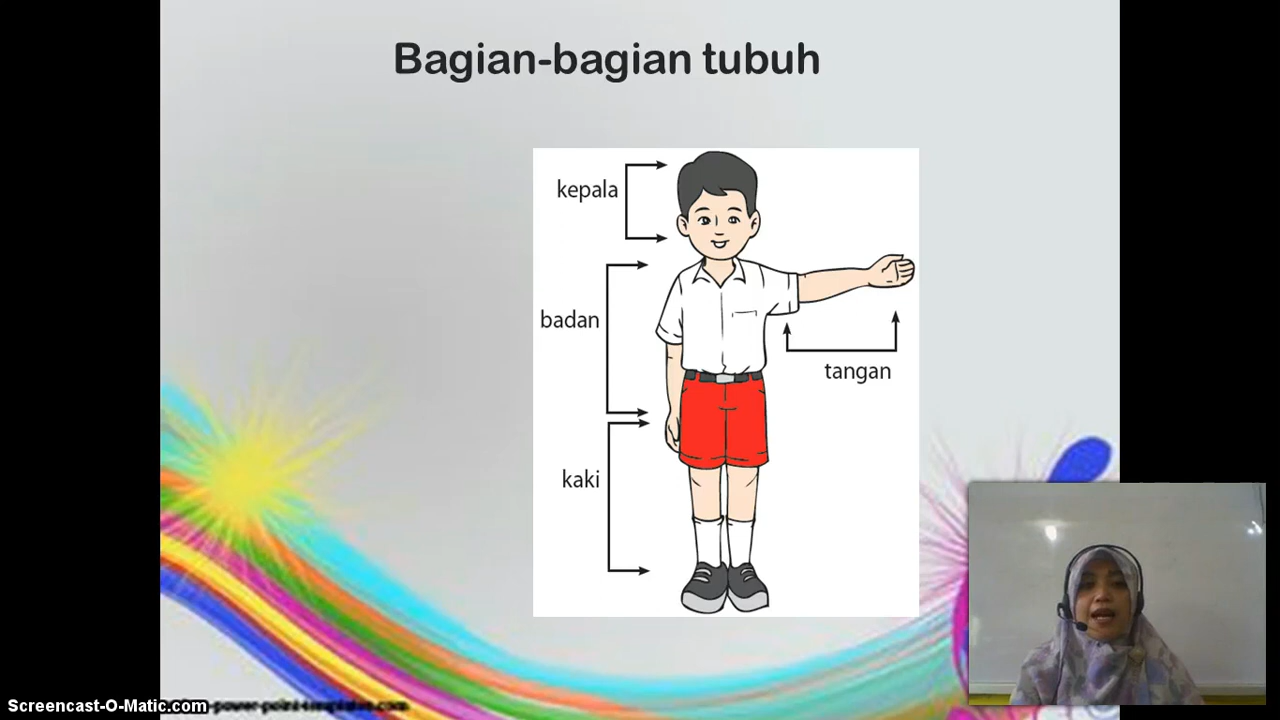 Bagian-bagian tubuh
kepala
badan
tangan
kaki
Screencast-O-Matic.com